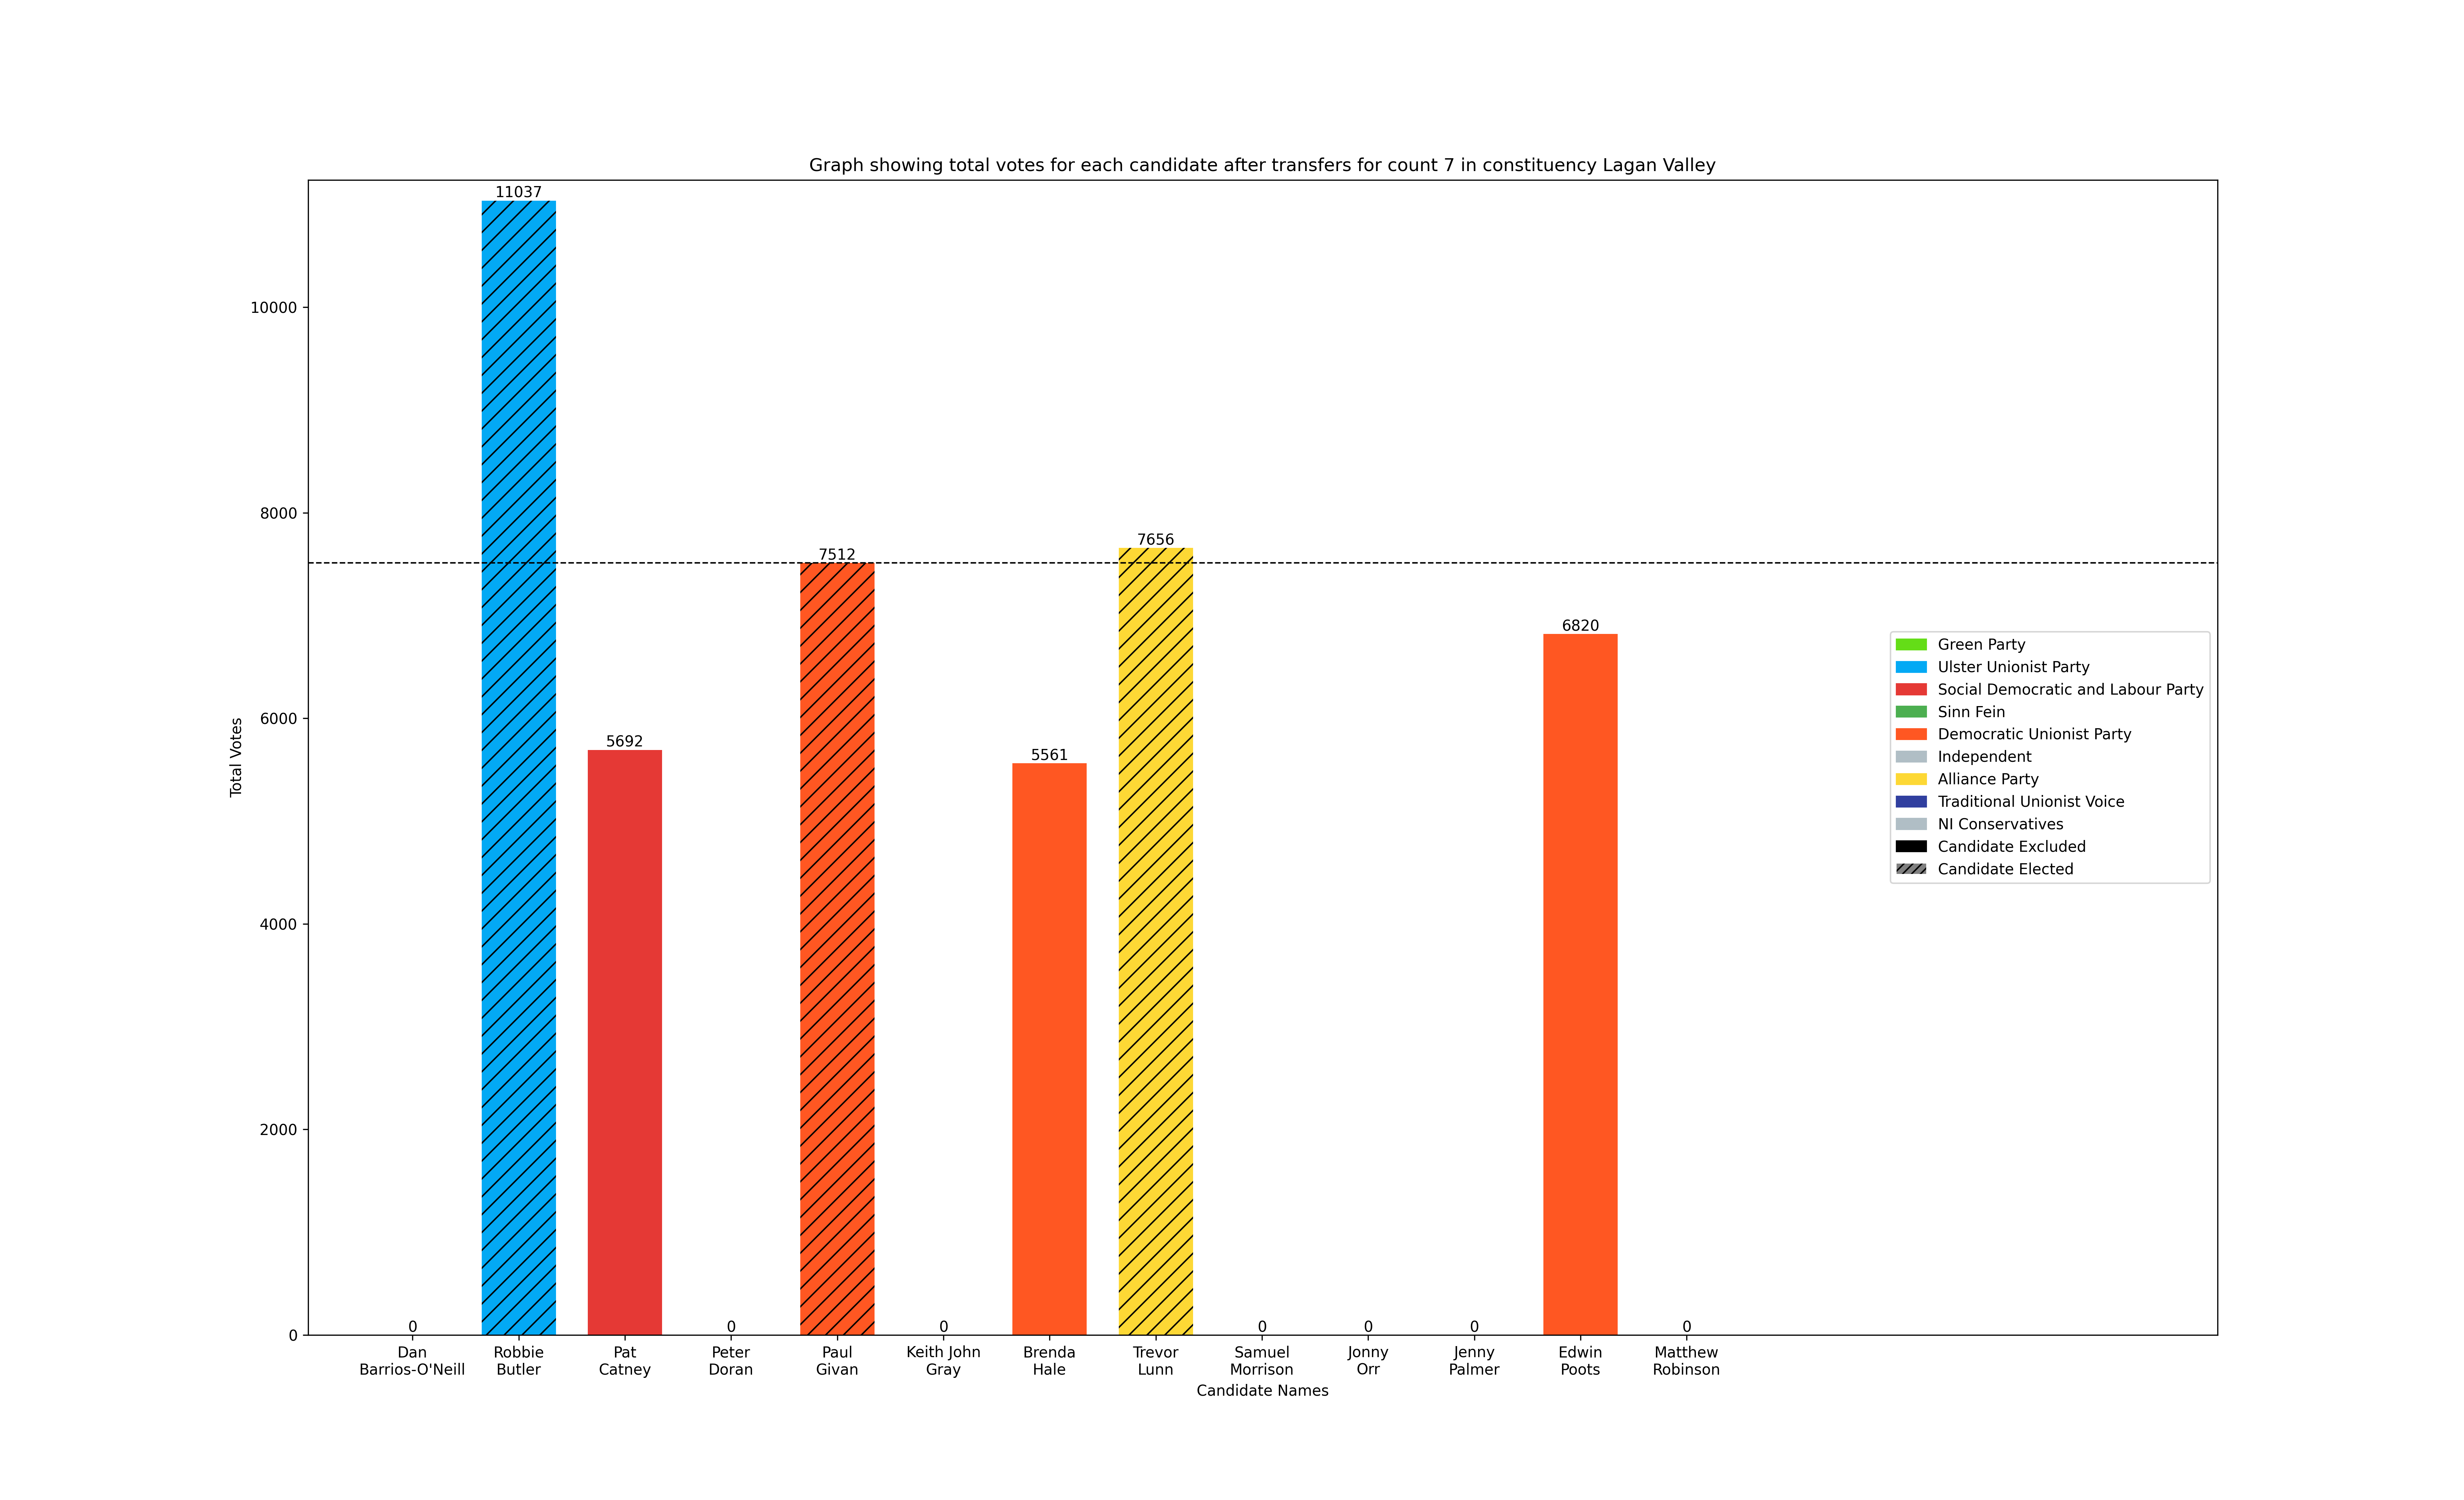 Graph showing total votes for each candidate after transfers for count 7 in constituency Lagan Valley
11037
10000
8000
7656
7512
6820
6000
5692
5561
4000
2000
0
0
0
0
0
0
0
0
Total Votes
Green Party
Ulster Unionist Party
Social Democratic and Labour Party
Sinn Fein
Democratic Unionist Party
Independent
Alliance Party
Traditional Unionist Voice
NI Conservatives
Candidate Excluded
Candidate Elected
Dan
Barrios-O'Neill
Robbie
Butler
Pat
Catney
Peter
Doran
Paul
Givan
Keith John
Gray
Brenda
Hale
Trevor
Lunn
Samuel
Morrison
Jonny
Orr
Jenny
Palmer
Edwin
Poots
Matthew
Robinson
Candidate Names